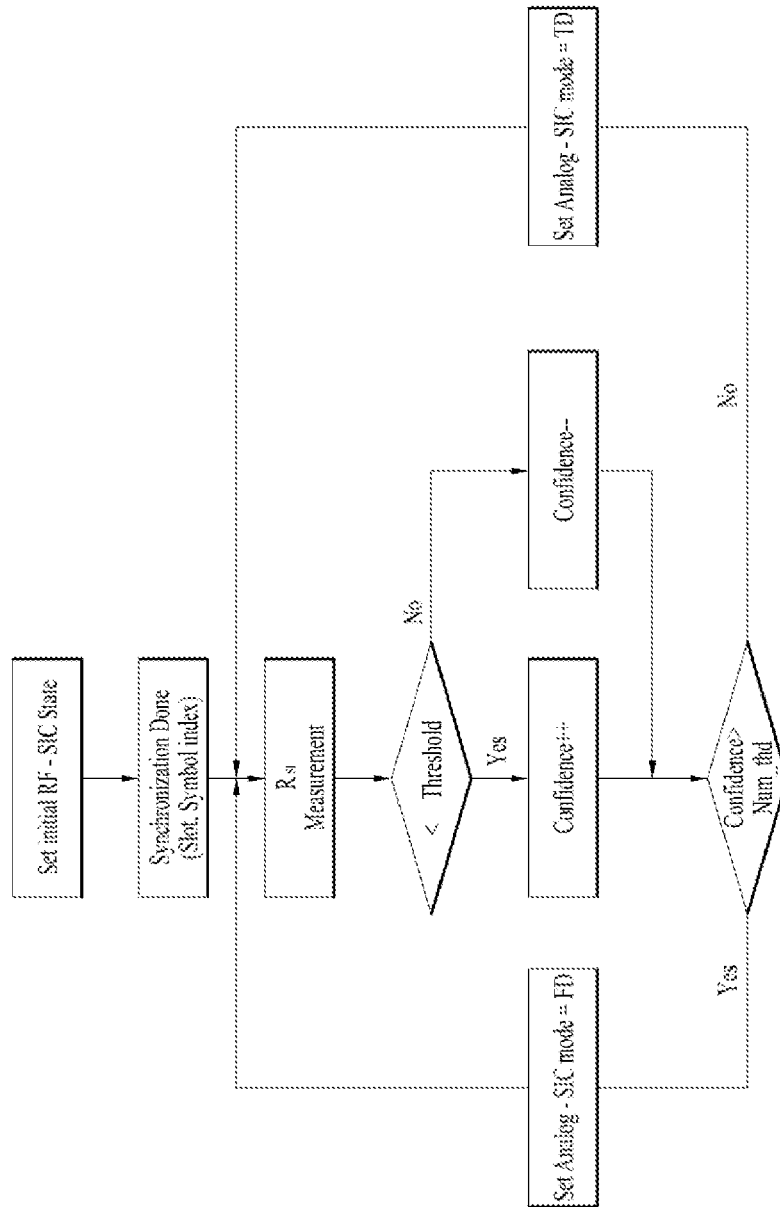 Set initial RF - SIC State
Synchronization Done
(Slot, Symbol index)
R SI
Measurement
< Threshold
No
Yes
Confidence++
Confidence--
Confidence>
Num_thd
Yes
No
Set Analog - SIC mode = FD
Set Analog - SIC mode = TD